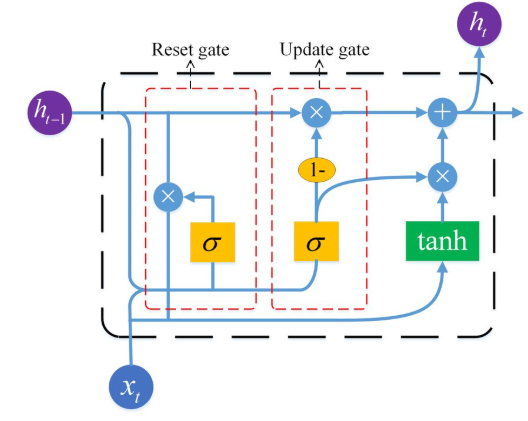 h_t
Reset gate
Update gate
h_{t-1}
×
+
1-
×
×
σ
σ
tanh
x_t